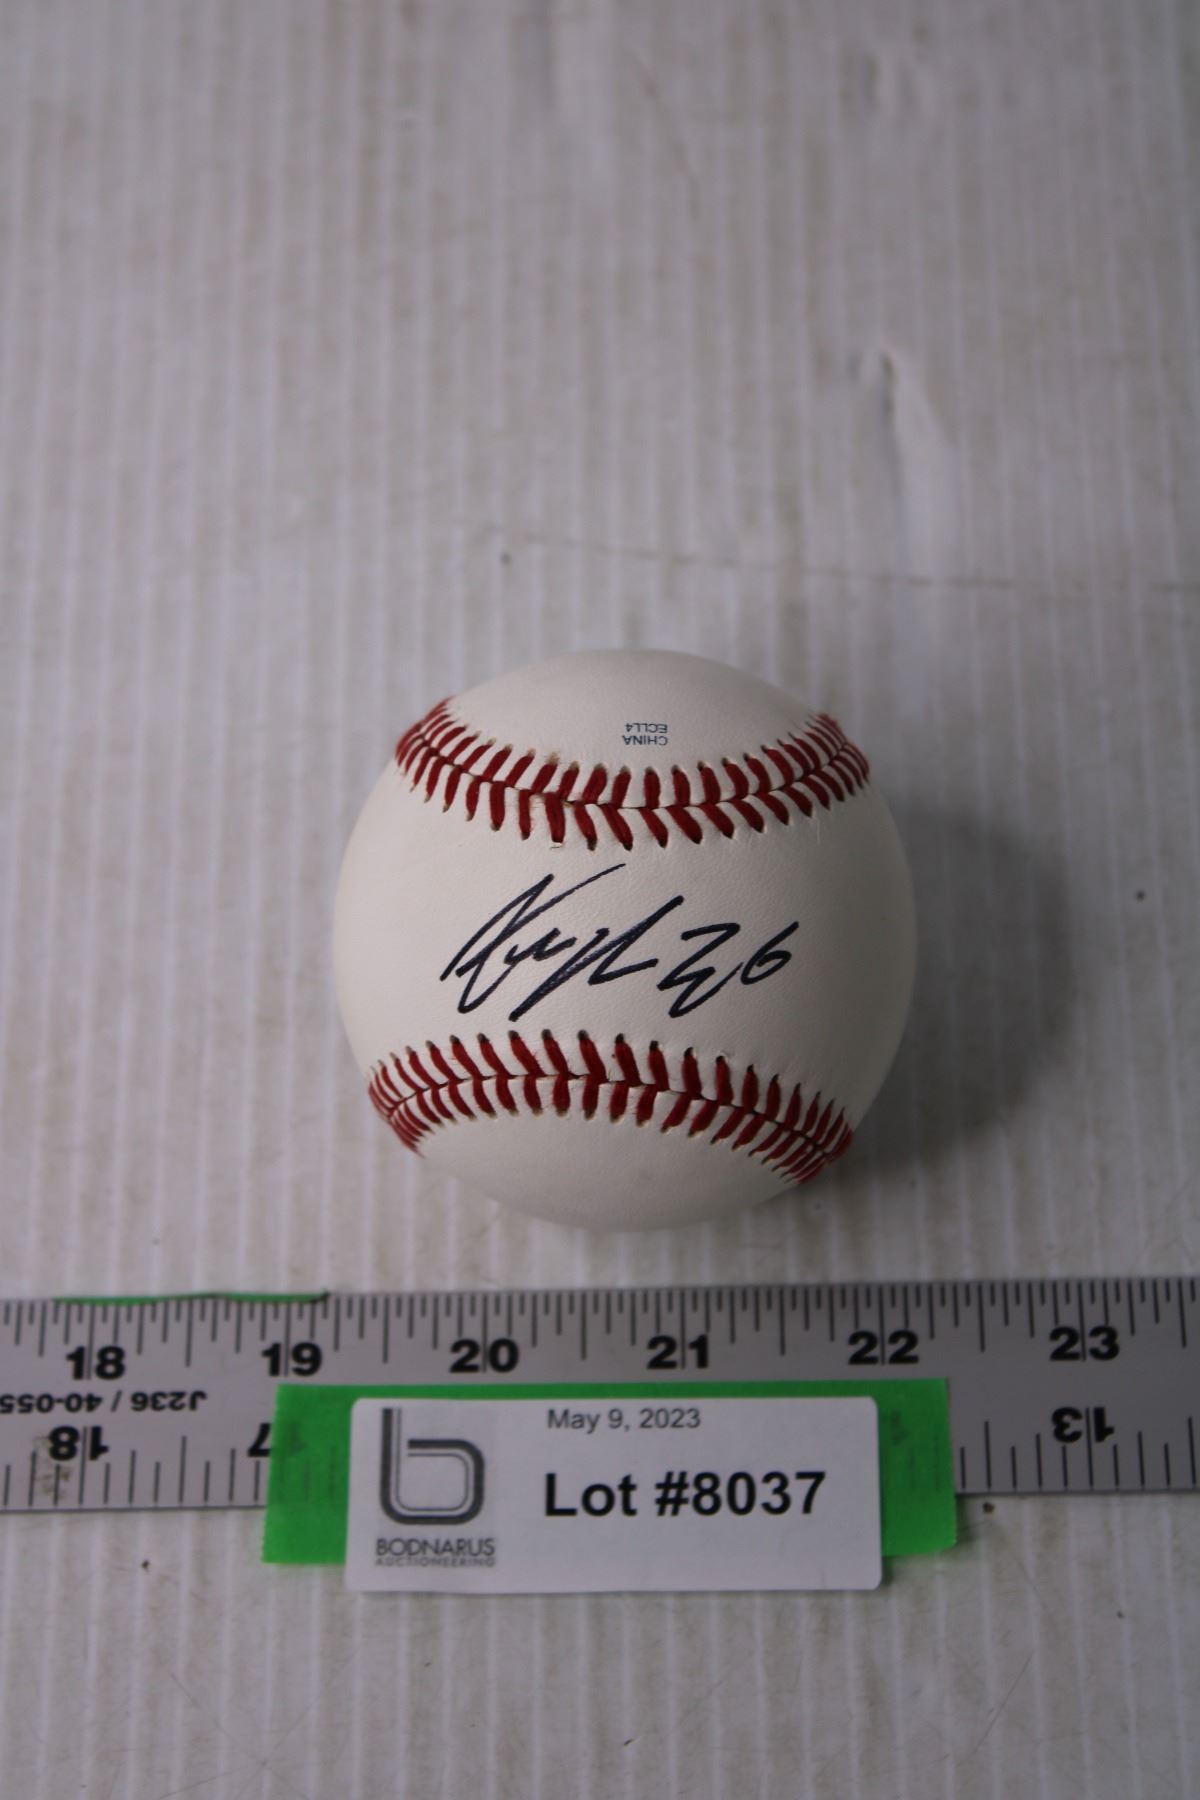 CHINA
ECLL4
26
18 19 20 21 22 23
J236 / 40-055
18 13
May 9, 2023
Lot #8037
BODNARUS
AUCTIONEERING